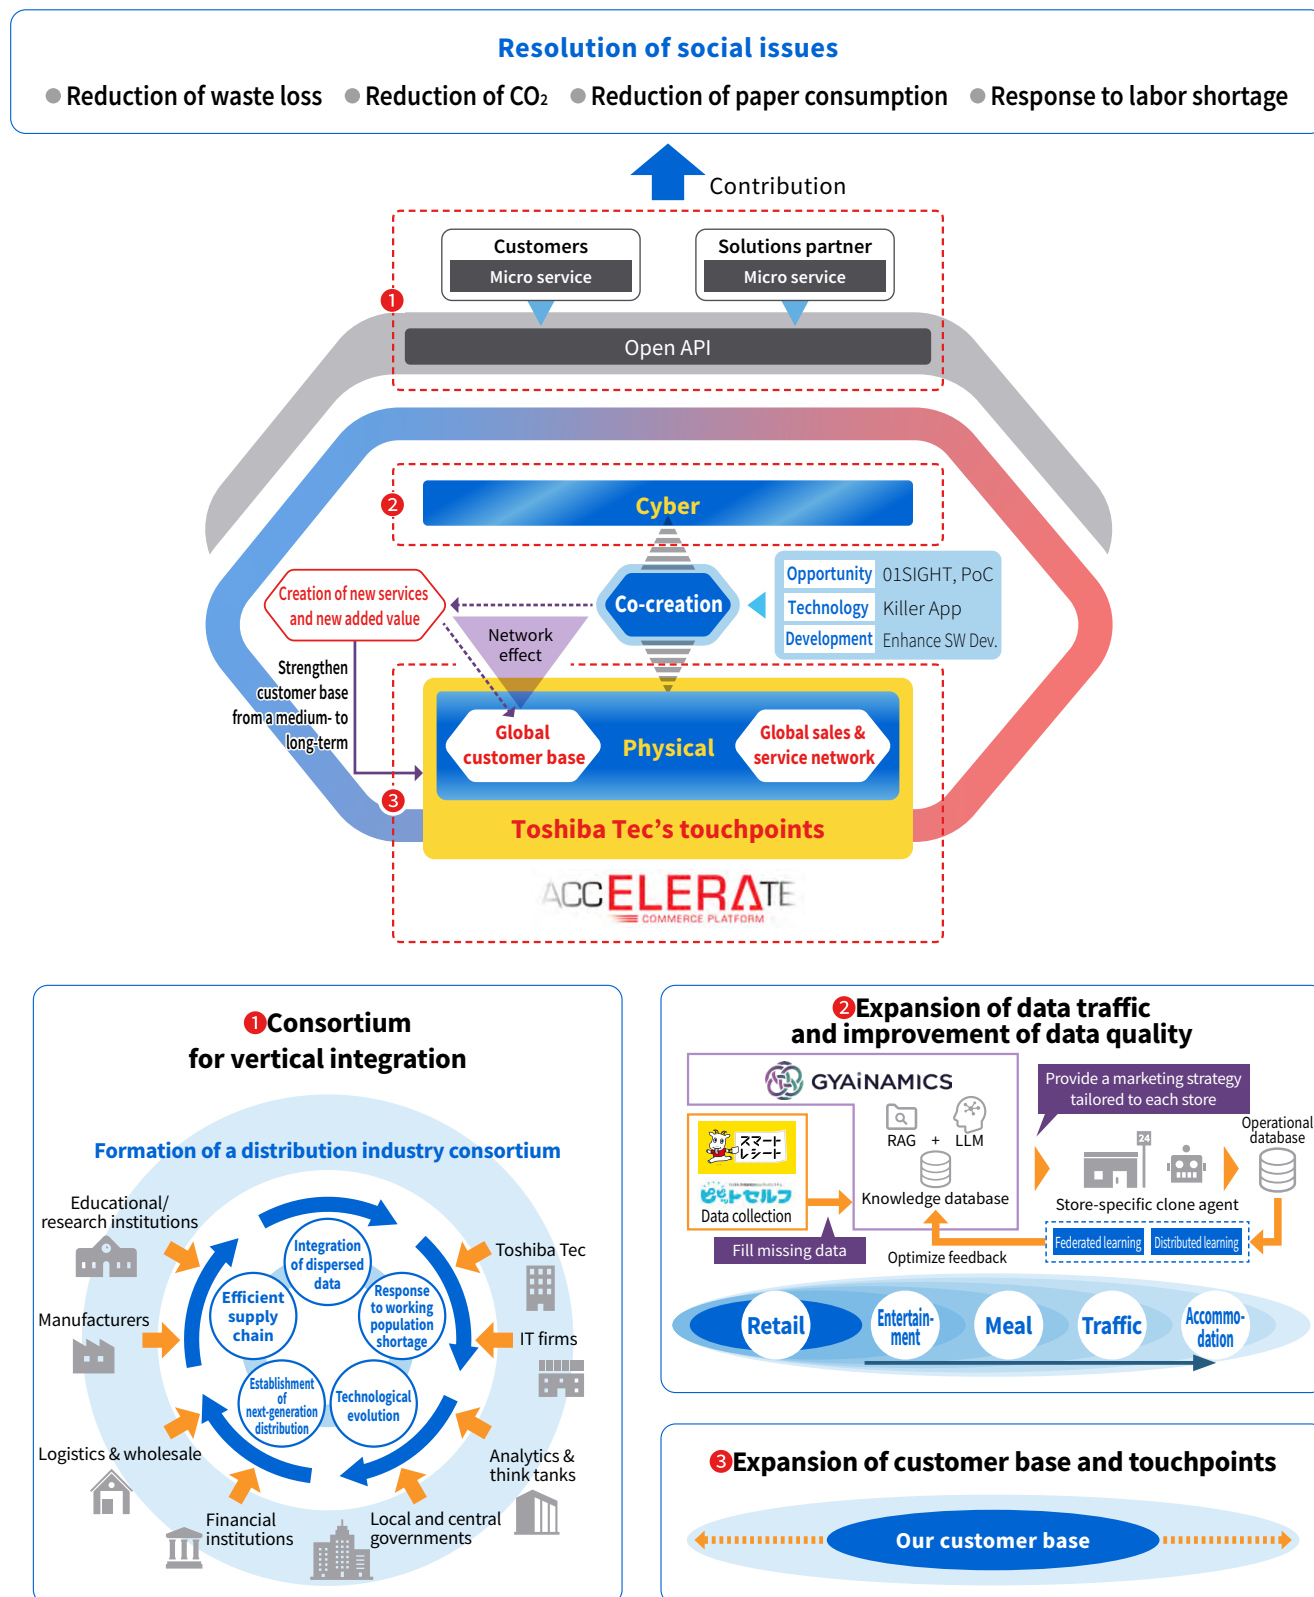 Resolution of social issues
● Reduction of waste loss ● Reduction of CO₂ ● Reduction of paper consumption ● Response to labor shortage
Contribution
Customers
Micro service
Solutions partner
Micro service
1
Open API
2
Cyber
Co-creation
Opportunity 01SIGHT, PoC
Technology Killer App
Development Enhance SW Dev.
Creation of new services
and new added value
Network
effect
Strengthen
customer base
from a medium- to
long-term
Global
customer base
Physical
Global sales &
service network
3
Toshiba Tec’s touchpoints
ACCELERATE
COMMERCE PLATFORM
1Consortium
for vertical integration
Formation of a distribution industry consortium
Educational/
research institutions
Manufacturers
Logistics & wholesale
Financial
institutions
Local and central
governments
Analytics &
think tanks
IT firms
Toshiba Tec
Integration
of dispersed
data
Response
to working
population
shortage
Technological
evolution
Establishment
of
next-generation
distribution
Efficient
supply
chain
2Expansion of data traffic
and improvement of data quality
GYAiNAMICS
RAG + LLM
Knowledge database
スマート
レシート
ピピットセルフ
Data collection
Fill missing data
Provide a marketing strategy
tailored to each store
24
Store-specific clone agent
Operational
database
Federated learning
Distributed learning
Optimize feedback
Retail
Entertain-
ment
Meal
Traffic
Accommo-
dation
3Expansion of customer base and touchpoints
Our customer base